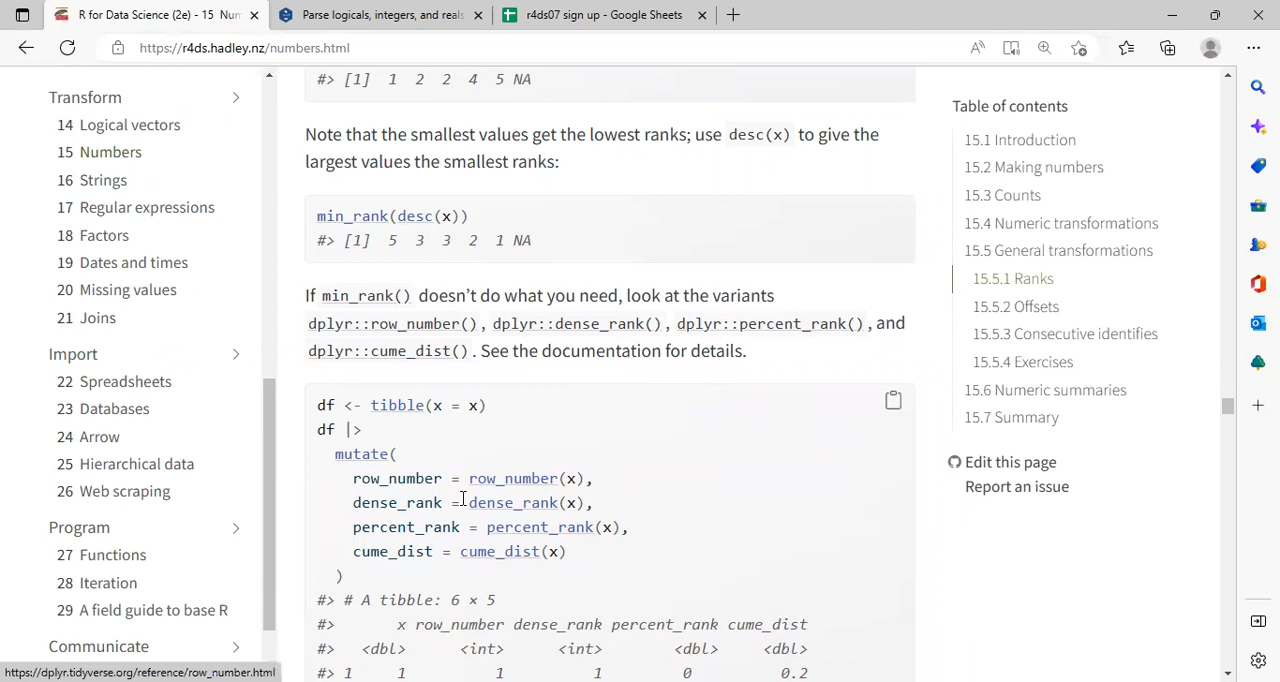 R for Data Science (2e) - 15 Num
Parse logicals, integers, and reals
r4ds07 sign up - Google Sheets
https://r4ds.hadley.nz/numbers.html
Transform
14 Logical vectors
15 Numbers
16 Strings
17 Regular expressions
18 Factors
19 Dates and times
20 Missing values
21 Joins
Import
22 Spreadsheets
23 Databases
24 Arrow
25 Hierarchical data
26 Web scraping
Program
27 Functions
28 Iteration
29 A field guide to base R
Communicate
https://dplyr.tidyverse.org/reference/row_number.html
#> [1] 1 2 2 4 5 NA
Note that the smallest values get the lowest ranks; use desc(x) to give the
largest values the smallest ranks:
min_rank(desc(x))
#> [1] 5 3 3 2 1 NA
If min_rank() doesn't do what you need, look at the variants
dplyr::row_number(), dplyr::dense_rank(), dplyr::percent_rank(), and
dplyr::cume_dist(). See the documentation for details.
df <- tibble(x = x)
df |>
mutate(
row_number = row_number(x),
dense_rank = dense_rank(x),
percent_rank = percent_rank(x),
cume_dist = cume_dist(x)
)
#> # A tibble: 6 × 5
#> x row_number dense_rank percent_rank cume_dist
#> <dbl> <int> <int> <dbl> <dbl>
#> 1 1 1 1 0 0.2
Table of contents
15.1 Introduction
15.2 Making numbers
15.3 Counts
15.4 Numeric transformations
15.5 General transformations
15.5.1 Ranks
15.5.2 Offsets
15.5.3 Consecutive identifies
15.5.4 Exercises
15.6 Numeric summaries
15.7 Summary
Edit this page
Report an issue